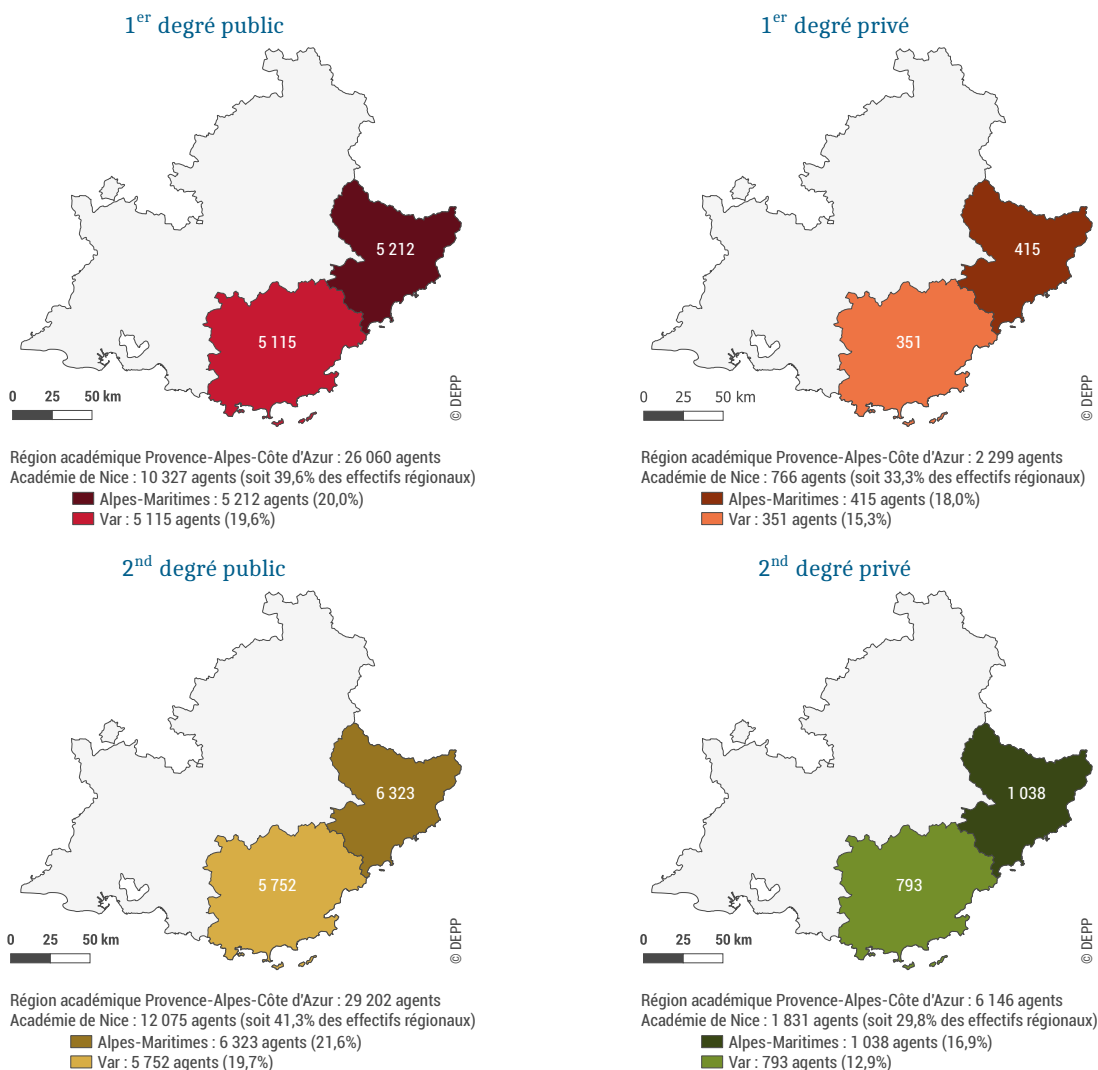 1er degré public
5 212
5 115
0 25 50 km
© DEPP
Région académique Provence-Alpes-Côte d'Azur : 26 060 agents
Académie de Nice : 10 327 agents (soit 39,6% des effectifs régionaux)
Alpes-Maritimes : 5 212 agents (20,0%)
Var : 5 115 agents (19,6%)
1er degré privé
415
351
0 25 50 km
© DEPP
Région académique Provence-Alpes-Côte d'Azur : 2 299 agents
Académie de Nice : 766 agents (soit 33,3% des effectifs régionaux)
Alpes-Maritimes : 415 agents (18,0%)
Var : 351 agents (15,3%)
2nd degré public
6 323
5 752
0 25 50 km
© DEPP
Région académique Provence-Alpes-Côte d'Azur : 29 202 agents
Académie de Nice : 12 075 agents (soit 41,3% des effectifs régionaux)
Alpes-Maritimes : 6 323 agents (21,6%)
Var : 5 752 agents (19,7%)
2nd degré privé
1 038
793
0 25 50 km
© DEPP
Région académique Provence-Alpes-Côte d'Azur : 6 146 agents
Académie de Nice : 1 831 agents (soit 29,8% des effectifs régionaux)
Alpes-Maritimes : 1 038 agents (16,9%)
Var : 793 agents (12,9%)